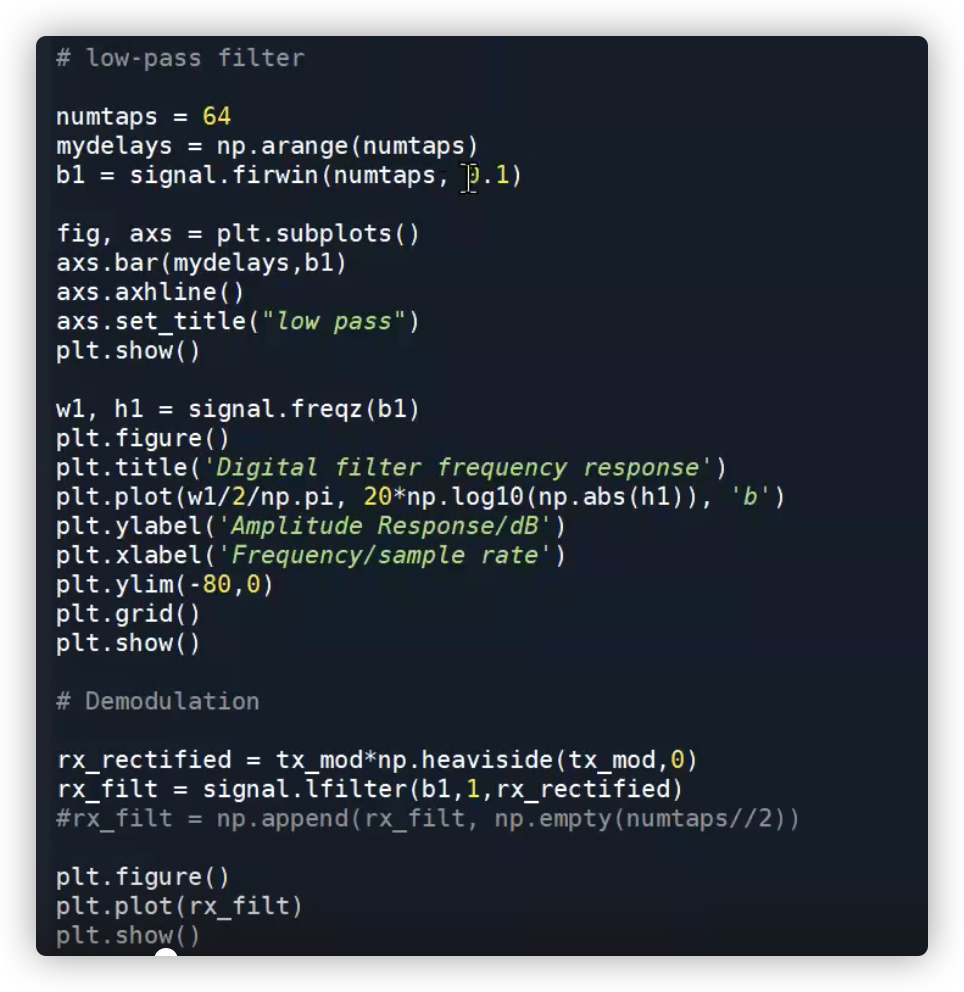 # low-pass filter
numtaps = 64
mydelays = np.arange(numtaps)
b1 = signal.firwin(numtaps, 0.1)
fig, axs = plt.subplots()
axs.bar(mydelays,b1)
axs.axhline()
axs.set_title("low pass")
plt.show()
w1, h1 = signal.freqz(b1)
plt.figure()
plt.title('Digital filter frequency response')
plt.plot(w1/2/np.pi, 20*np.log10(np.abs(h1)), 'b')
plt.ylabel('Amplitude Response/dB')
plt.xlabel('Frequency/sample rate')
plt.ylim(-80,0)
plt.grid()
plt.show()
# Demodulation
rx_rectified = tx_mod*np.heaviside(tx_mod,0)
rx_filt = signal.lfilter(b1,1,rx_rectified)
#rx_filt = np.append(rx_filt, np.empty(numtaps//2))
plt.figure()
plt.plot(rx_filt)
plt.show()